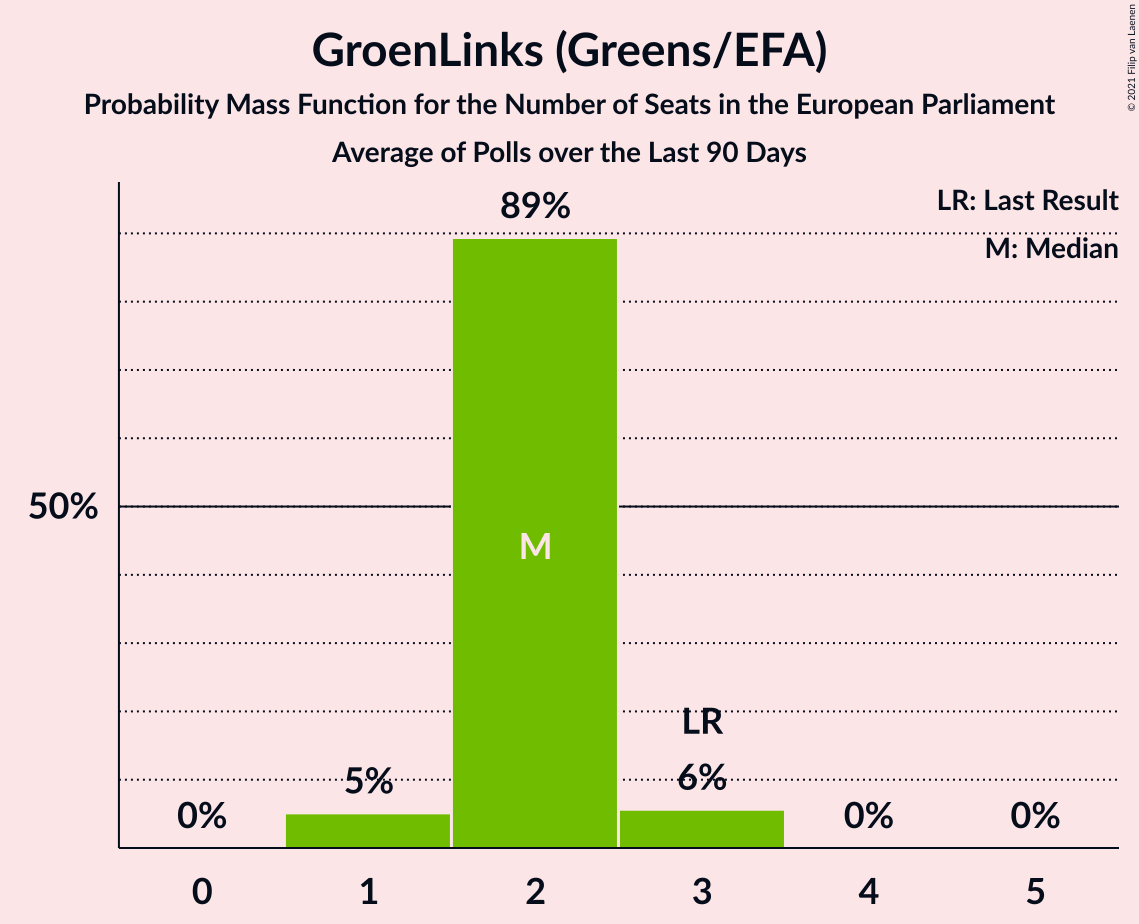 GroenLinks (Greens/EFA)
Probability Mass Function for the Number of Seats in the European Parliament
Average of Polls over the Last 90 Days
© 2021 Filip van Laenen
LR: Last Result
M: Median
89%
50%
M
LR
5%
6%
0%
0%
0%
0 1 2 3 4 5